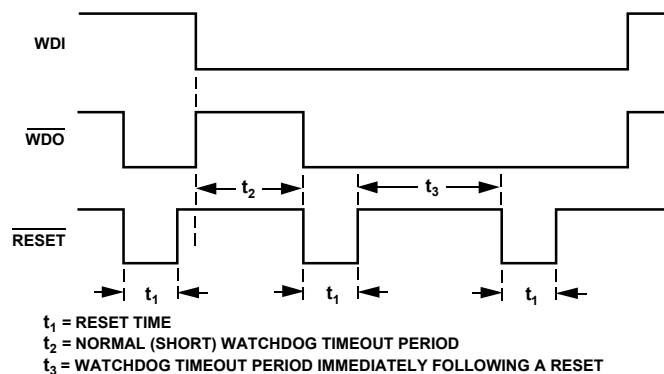 WDI
WDO
t2
t3
RESET
t1
t1
t1
t1 = RESET TIME
t2 = NORMAL (SHORT) WATCHDOG TIMEOUT PERIOD
t3 = WATCHDOG TIMEOUT PERIOD IMMEDIATELY FOLLOWING A RESET